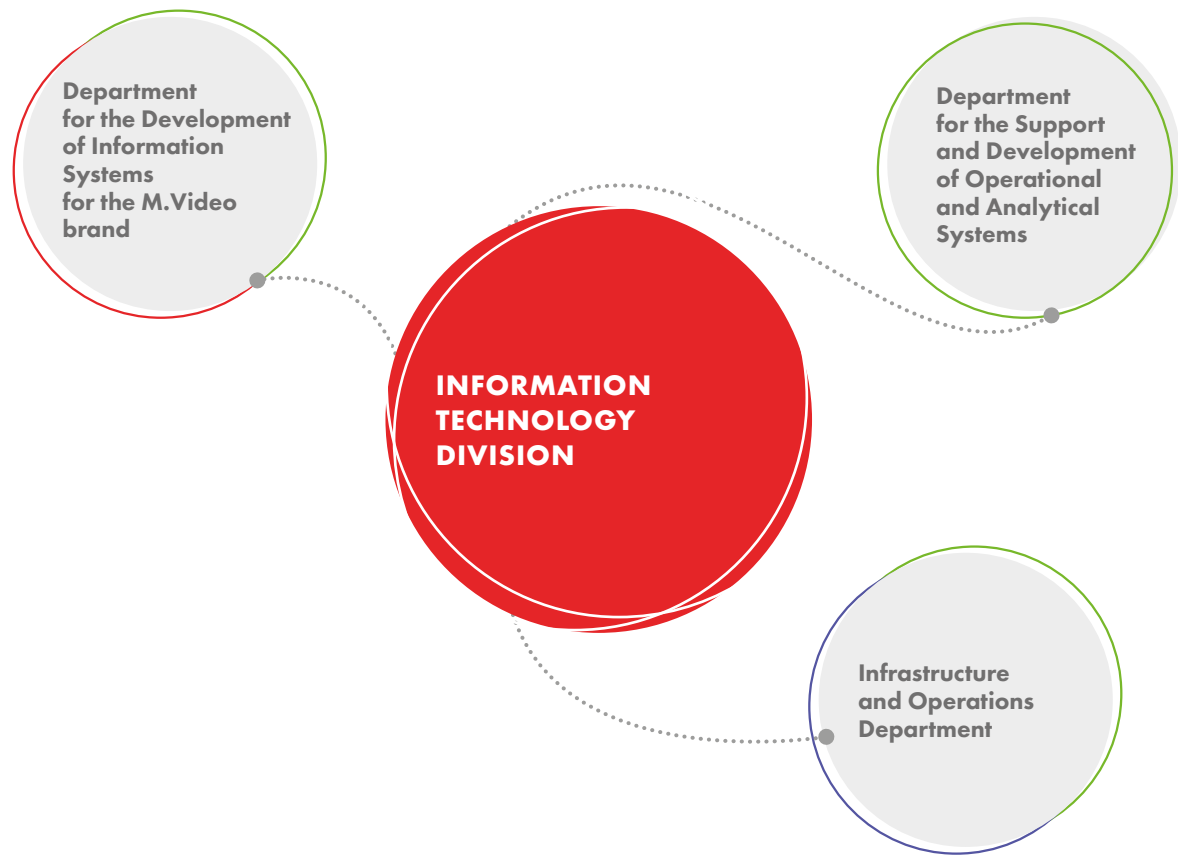 Department
for the Development
of Information
Systems
for the M.Video
brand
Department
for the Support
and Development
of Operational
and Analytical
Systems
INFORMATION
TECHNOLOGY
DIVISION
Infrastructure
and Operations
Department